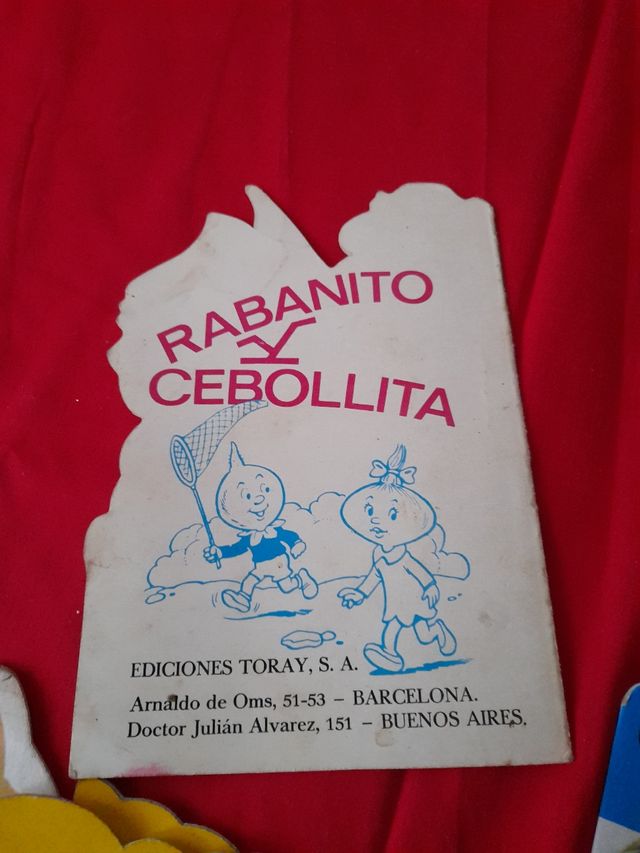 RABANITO
Y
CEBOLLITA
EDICIONES TORAY, S. A.
Arnaldo de Oms, 51-53 – BARCELONA.
Doctor Julián Alvarez, 151 – BUENOS AIRES.